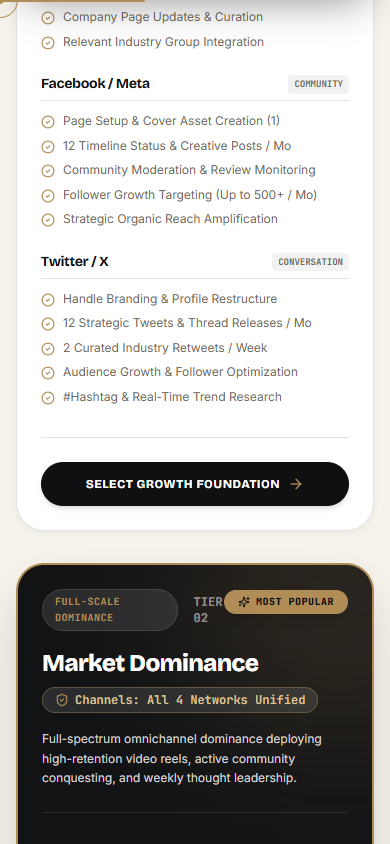 Company Page Updates & Curation
Relevant Industry Group Integration
Facebook / Meta
COMMUNITY
Page Setup & Cover Asset Creation (1)
12 Timeline Status & Creative Posts / Mo
Community Moderation & Review Monitoring
Follower Growth Targeting (Up to 500+ / Mo)
Strategic Organic Reach Amplification
Twitter / X
CONVERSATION
Handle Branding & Profile Restructure
12 Strategic Tweets & Thread Releases / Mo
2 Curated Industry Retweets / Week
Audience Growth & Follower Optimization
#Hashtag & Real-Time Trend Research
SELECT GROWTH FOUNDATION
FULL-SCALE
DOMINANCE
TIER
02
MOST POPULAR
Market Dominance
Channels: All 4 Networks Unified
Full-spectrum omnichannel dominance deploying
high-retention video reels, active community
conquesting, and weekly thought leadership.